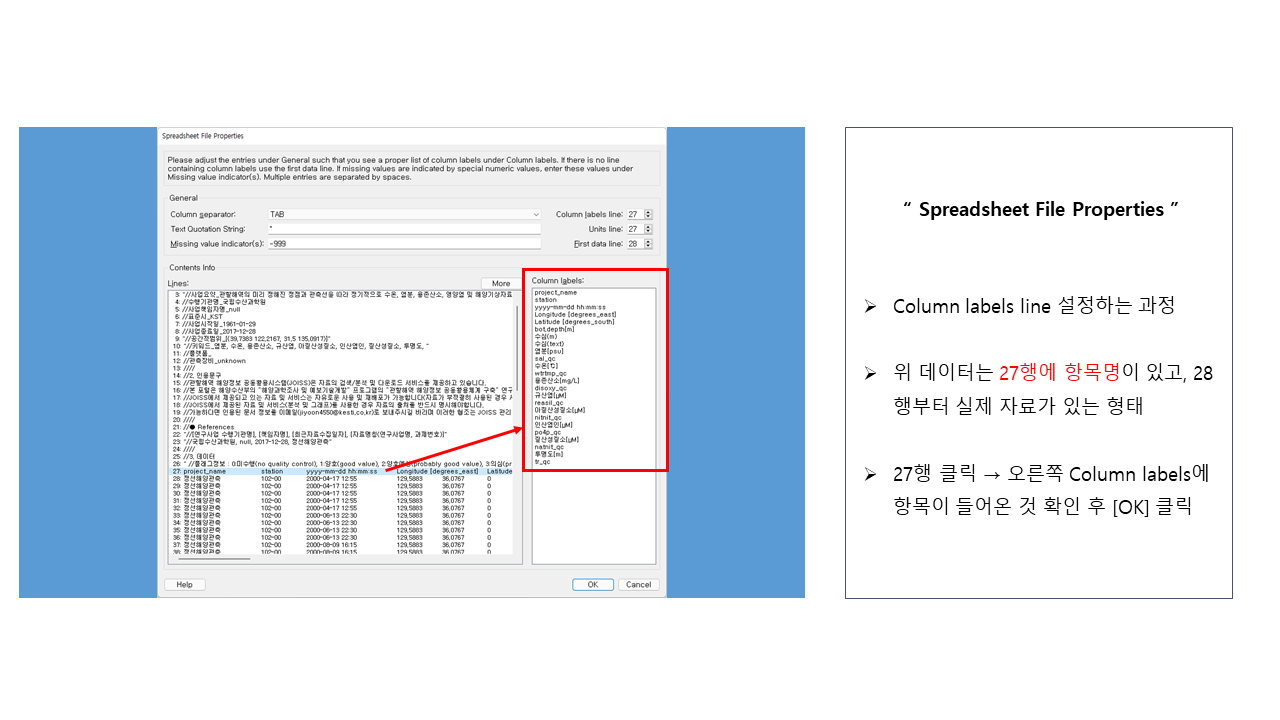 Spreadsheet File Properties
Please adjust the entries under General such that you see a proper list of column labels under Column labels. If there is no line
containing column labels use the first data line. If missing values are indicated by special numeric values, enter these values under
Missing value indicator(s). Multiple entries are separated by spaces.
General
Column separator: TAB Column labels line: 27
Text Quotation String: " Units line: 27
Missing value indicator(s): -999 First data line: 28
Contents Info
Lines: More
3: "//사업요약_관할해역의 미리 정해진 정점과 관측선을 따라 정기적으로 수온, 염분, 용존산소, 영양염 및 해양기상자료
4: //수행기관명_국립수산과학원
5: //사업책임자명_null
6: //표준시_KST
7: //사업시작일_1961-01-29
8: //사업종료일_2017-12-28
9: "//공간적범위_[(39,7383 122,2167, 31,5 135,0917)]"
10: "//키워드_염분, 수온, 용존산소, 규산염, 아질산성질소, 인산염인, 질산성질소, 투명도, "
11: //플랫폼_
12: //관측장비_unknown
13: ////
14: //2, 인용문구
15: //관할해역 해양정보 공동활용시스템(JOISS)은 자료의 검색/분석 및 다운로드 서비스를 제공하고 있습니다.
16: "//본 포털은 해양수산부의 "해양과학조사 및 예보기술개발" 프로그램의 "관할해역 해양정보 공동활용체계 구축" 연구
17: //JOISS에서 제공되고 있는 자료 및 서비스는 자유로운 사용 및 재배포가 가능합니다(자료가 부적절히 사용된 경우
18: //JOISS에서 제공된 자료 및 서비스(분석 및 그래프)를 사용한 경우 자료의 출처를 반드시 명시해야합니다.
19: //가능하다면 인용된 문서 정보를 이메일(jiyoon4550@kesti,co,kr)로 보내주시길 바리며 이러한 협조는 JOISS 관리
20: ////
21: //● References
22: "//[연구사업 수행기관명], [책임자명], [최근자료수집일자], [자료명칭(연구사업명, 과제번호)]"
23: "//국립수산과학원, null, 2017-12-28, 정선해양관측"
24: ////
25: //3, 데이터
26: " //플래그정보 : 0:미수행(no quality control), 1:양호(good value), 2:양호예상(probably good value), 3:의심(pr
27: project_name station yyyy-mm-dd hh:mm:ss Longitude [degrees_east] Latitude
28: 정선해양관측 102-00 2000-04-17 12:55 129,5883 36,0767 0
29: 정선해양관측 102-00 2000-04-17 12:55 129,5883 36,0767 0
30: 정선해양관측 102-00 2000-04-17 12:55 129,5883 36,0767 0
31: 정선해양관측 102-00 2000-04-17 12:55 129,5883 36,0767 0
32: 정선해양관측 102-00 2000-04-17 12:55 129,5883 36,0767 0
33: 정선해양관측 102-00 2000-06-13 22:30 129,5883 36,0767 0
34: 정선해양관측 102-00 2000-06-13 22:30 129,5883 36,0767 0
35: 정선해양관측 102-00 2000-06-13 22:30 129,5883 36,0767 0
36: 정선해양관측 102-00 2000-06-13 22:30 129,5883 36,0767 0
37: 정선해양관측 102-00 2000-08-09 16:15 129,5883 36,0767 0
38: 정선해양관측 102-00 2000-08-09 16:15 129,5883 36,0767 0
Column labels:
project_name
station
yyyy-mm-dd hh:mm:ss
Longitude [degrees_east]
Latitude [degrees_south]
bot,depth[m]
수심(m)
수심(text)
염분[psu]
sal_qc
수온[℃]
wtrtmp_qc
용존산소[mg/L]
disoxy_qc
규산염[μM]
reasil_qc
아질산성질소[μM]
nitnit_qc
인산염인[μM]
po4p_qc
질산성질소[μM]
natnit_qc
투명도[m]
tr_qc
Help OK Cancel
“ Spreadsheet File Properties ”
➢ Column labels line 설정하는 과정
➢ 위 데이터는 27행에 항목명이 있고, 28
행부터 실제 자료가 있는 형태
➢ 27행 클릭 → 오른쪽 Column labels에
항목이 들어온 것 확인 후 [OK] 클릭